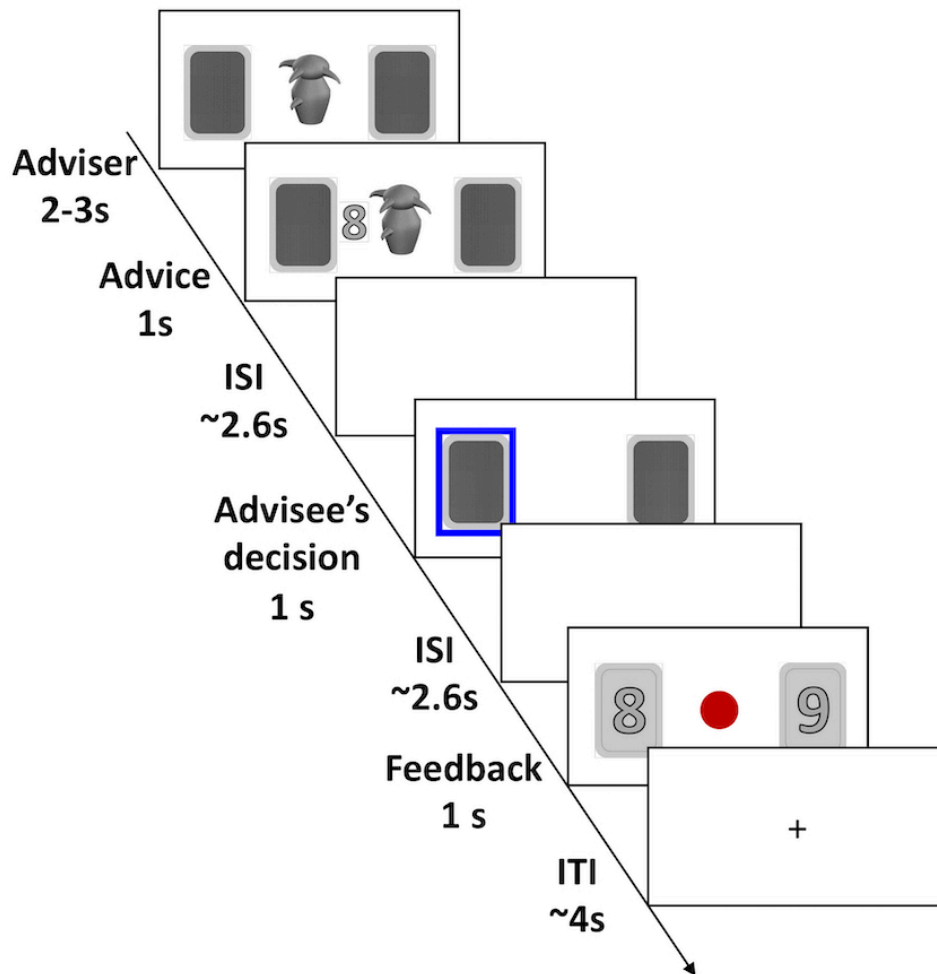 Adviser
2-3s
8
Advice
1s
ISI
~2.6s
Advisee's
decision
1 s
ISI
~2.6s
8 9
Feedback
1 s
+
ITI
~4s